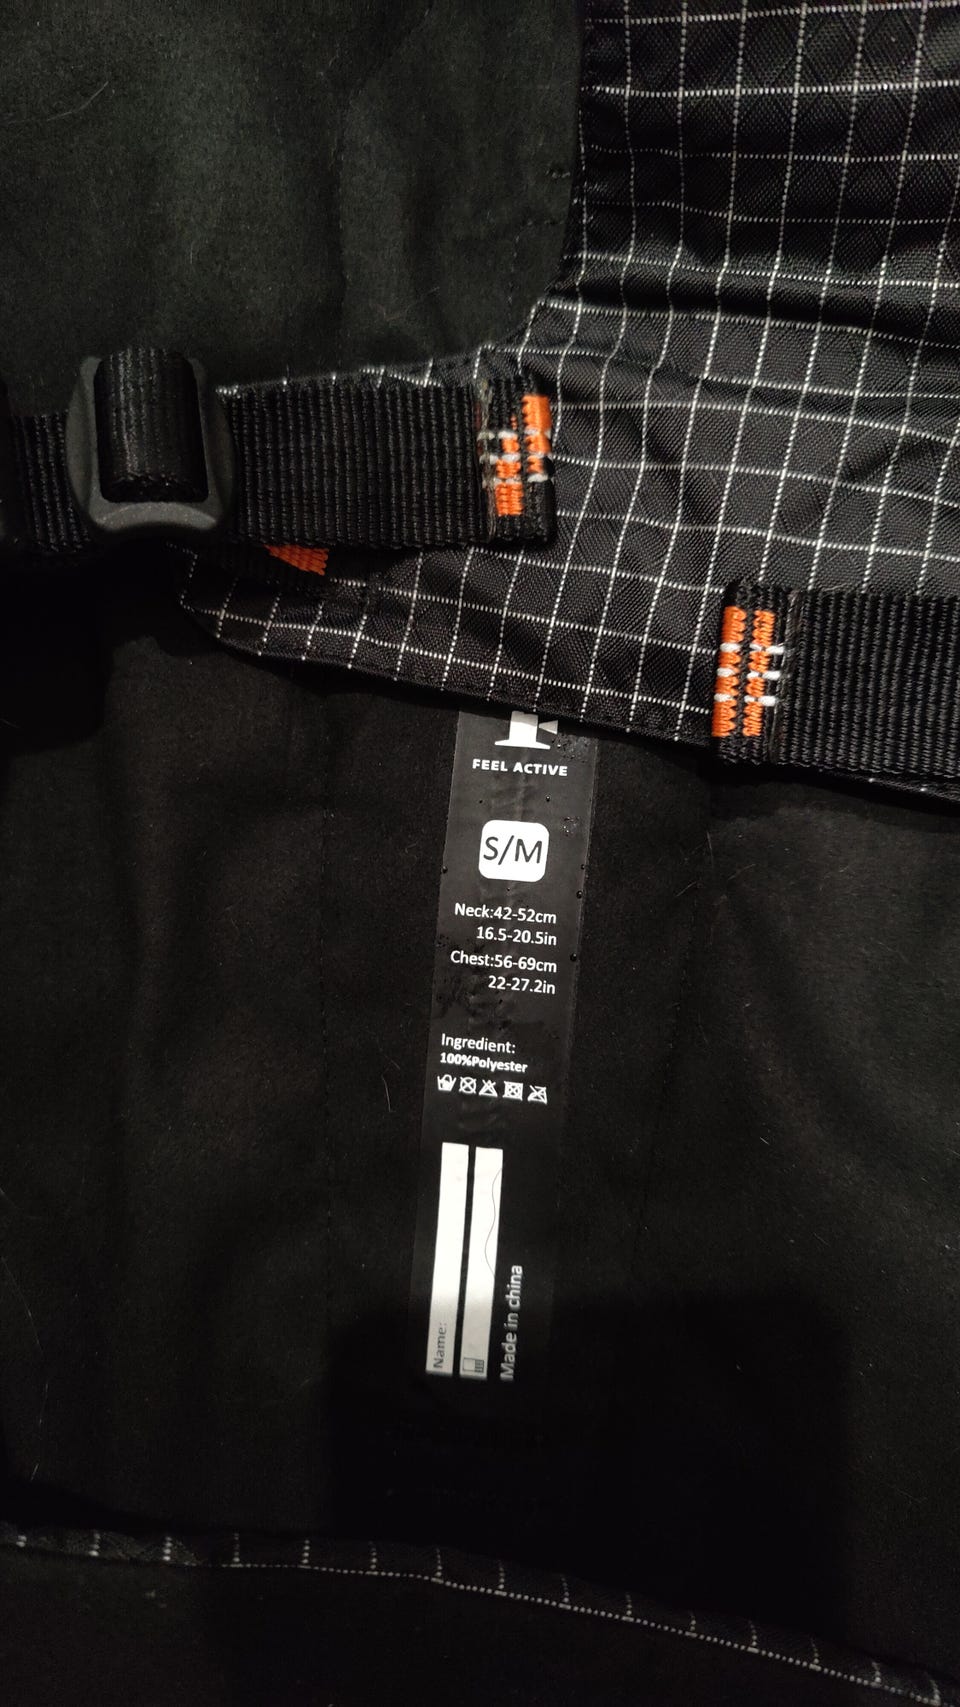 FEEL ACTIVE
S/M
Neck:42-52cm
16.5-20.5in
Chest:56-69cm
22-27.2in
Ingredient:
100%Polyester
Name:
Made in china